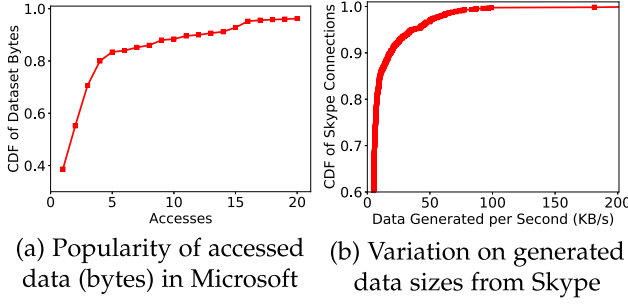 1.0
0.8
0.6
0.4
CDF of Dataset Bytes
0 5 10 15 20
Accesses
(a) Popularity of accessed
data (bytes) in Microsoft
1.0
0.9
0.8
0.7
0.6
CDF of Skype Connections
0 50 100 150 200
Data Generated per Second (KB/s)
(b) Variation on generated
data sizes from Skype